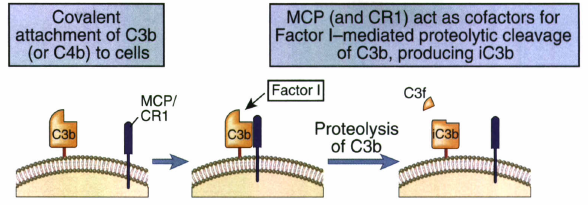 Covalent
attachment of C3b
(or C4b) to cells
MCP (and CR1) act as cofactors for
Factor I–mediated proteolytic cleavage
of C3b, producing iC3b
C3b
MCP/
CR1
Factor I
C3b
Proteolysis
of C3b
C3f
iC3b